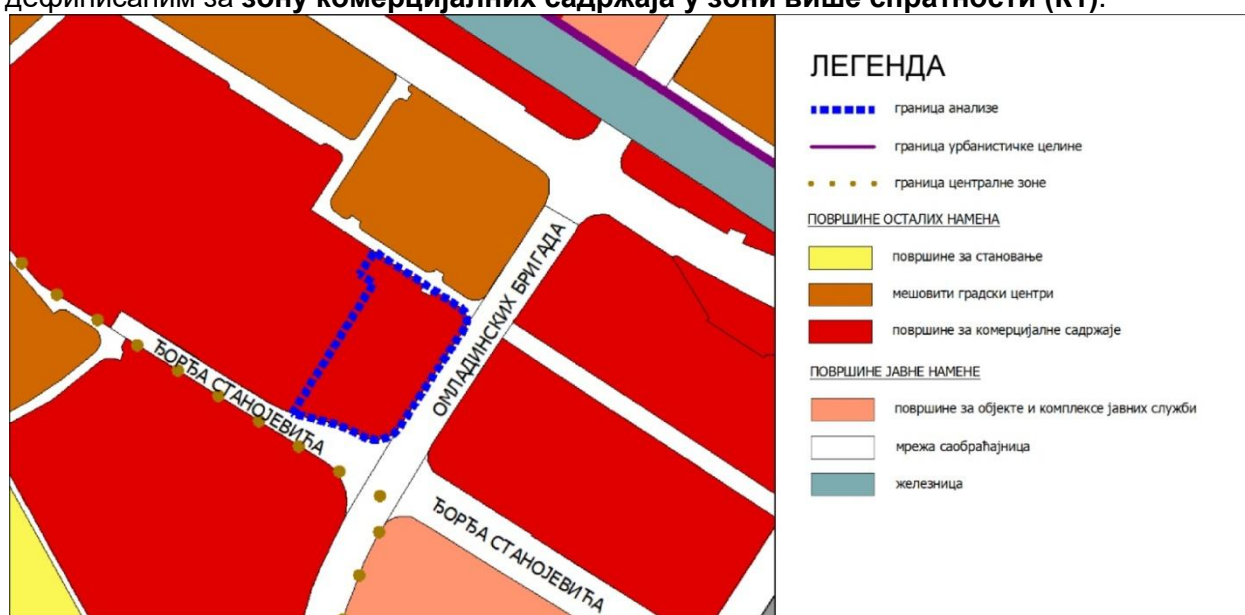 дефинисаним за зону комерцијалних садржаја у зони више спратности (К1).
ЛЕГЕНДА
граница анализе
граница урбанистичке целине
граница централне зоне
ПОВРШИНЕ ОСТАЛИХ НАМЕНА
површине за становање
мешовити градски центри
површине за комерцијалне садржаје
ПОВРШИНЕ ЈАВНЕ НАМЕНЕ
површине за објекте и комплексе јавних служби
мрежа саобраћајница
железница
ОМЛАДИНСКИХ БРИГАДА
ЂОРЂА СТАНОЈЕВИЋА
ЂОРЂА СТАНОЈЕВИЋА